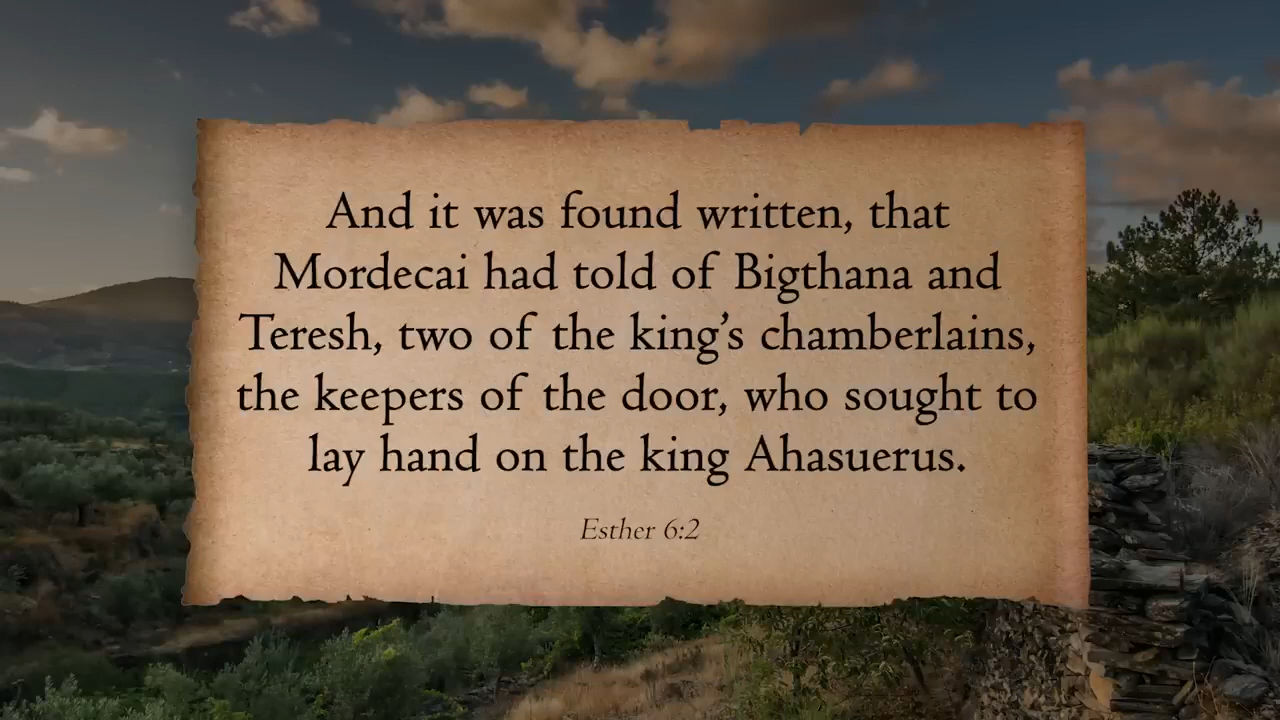 And it was found written, that
Mordecai had told of Bigthana and
Teresh, two of the king’s chamberlains,
the keepers of the door, who sought to
lay hand on the king Ahasuerus.
Esther 6:2